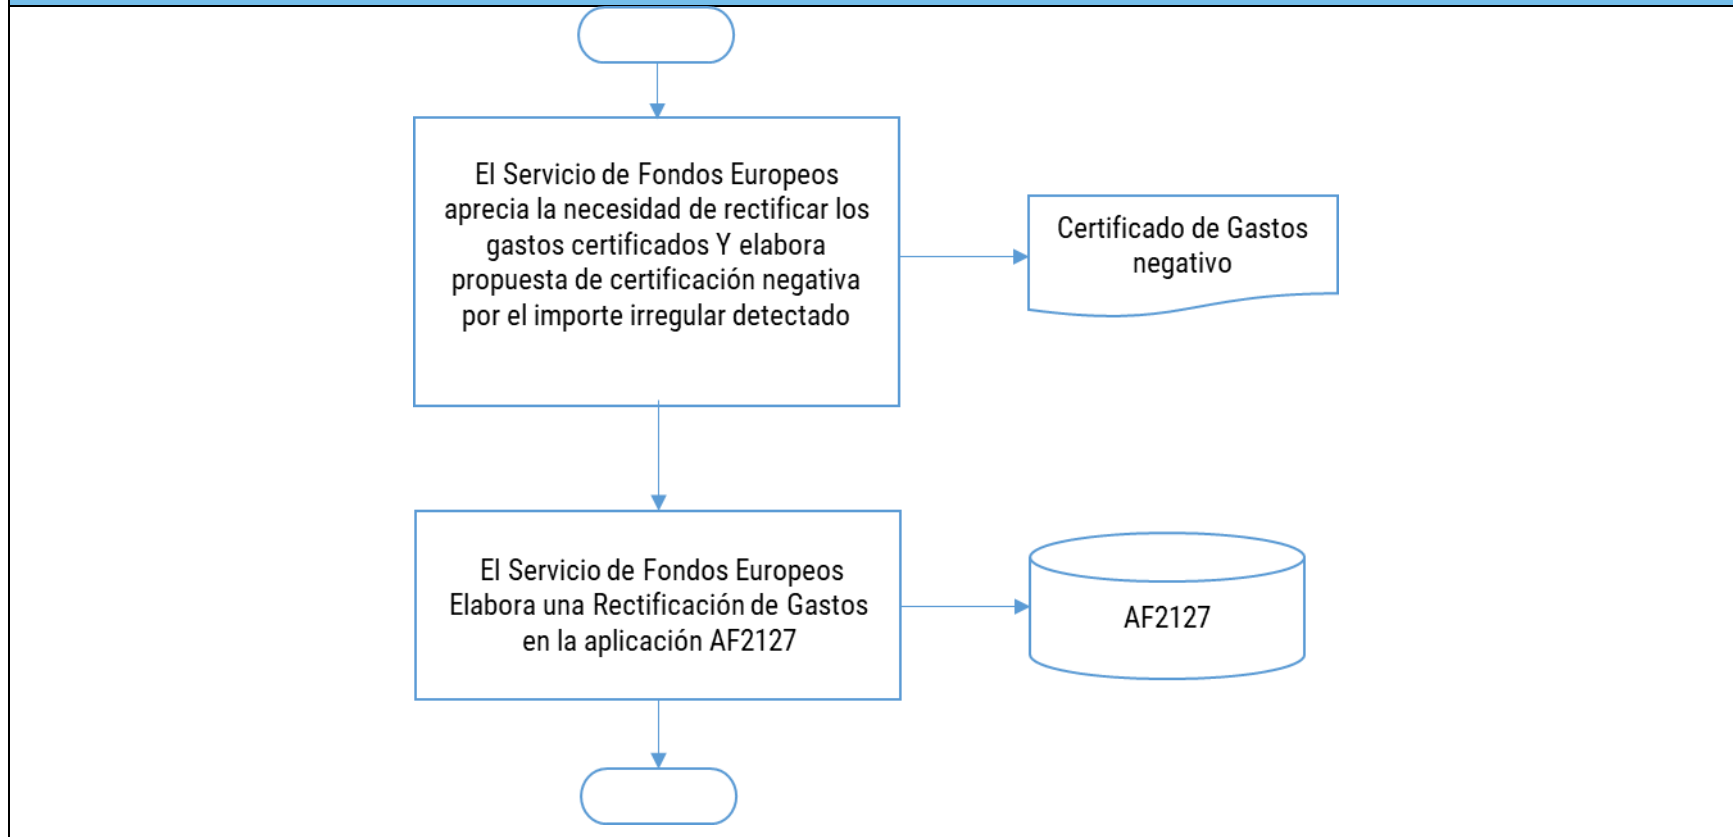 El Servicio de Fondos Europeos
aprecia la necesidad de rectificar los
gastos certificados Y elabora
propuesta de certificación negativa
por el importe irregular detectado
Certificado de Gastos
negativo
El Servicio de Fondos Europeos
Elabora una Rectificación de Gastos
en la aplicación AF2127
AF2127